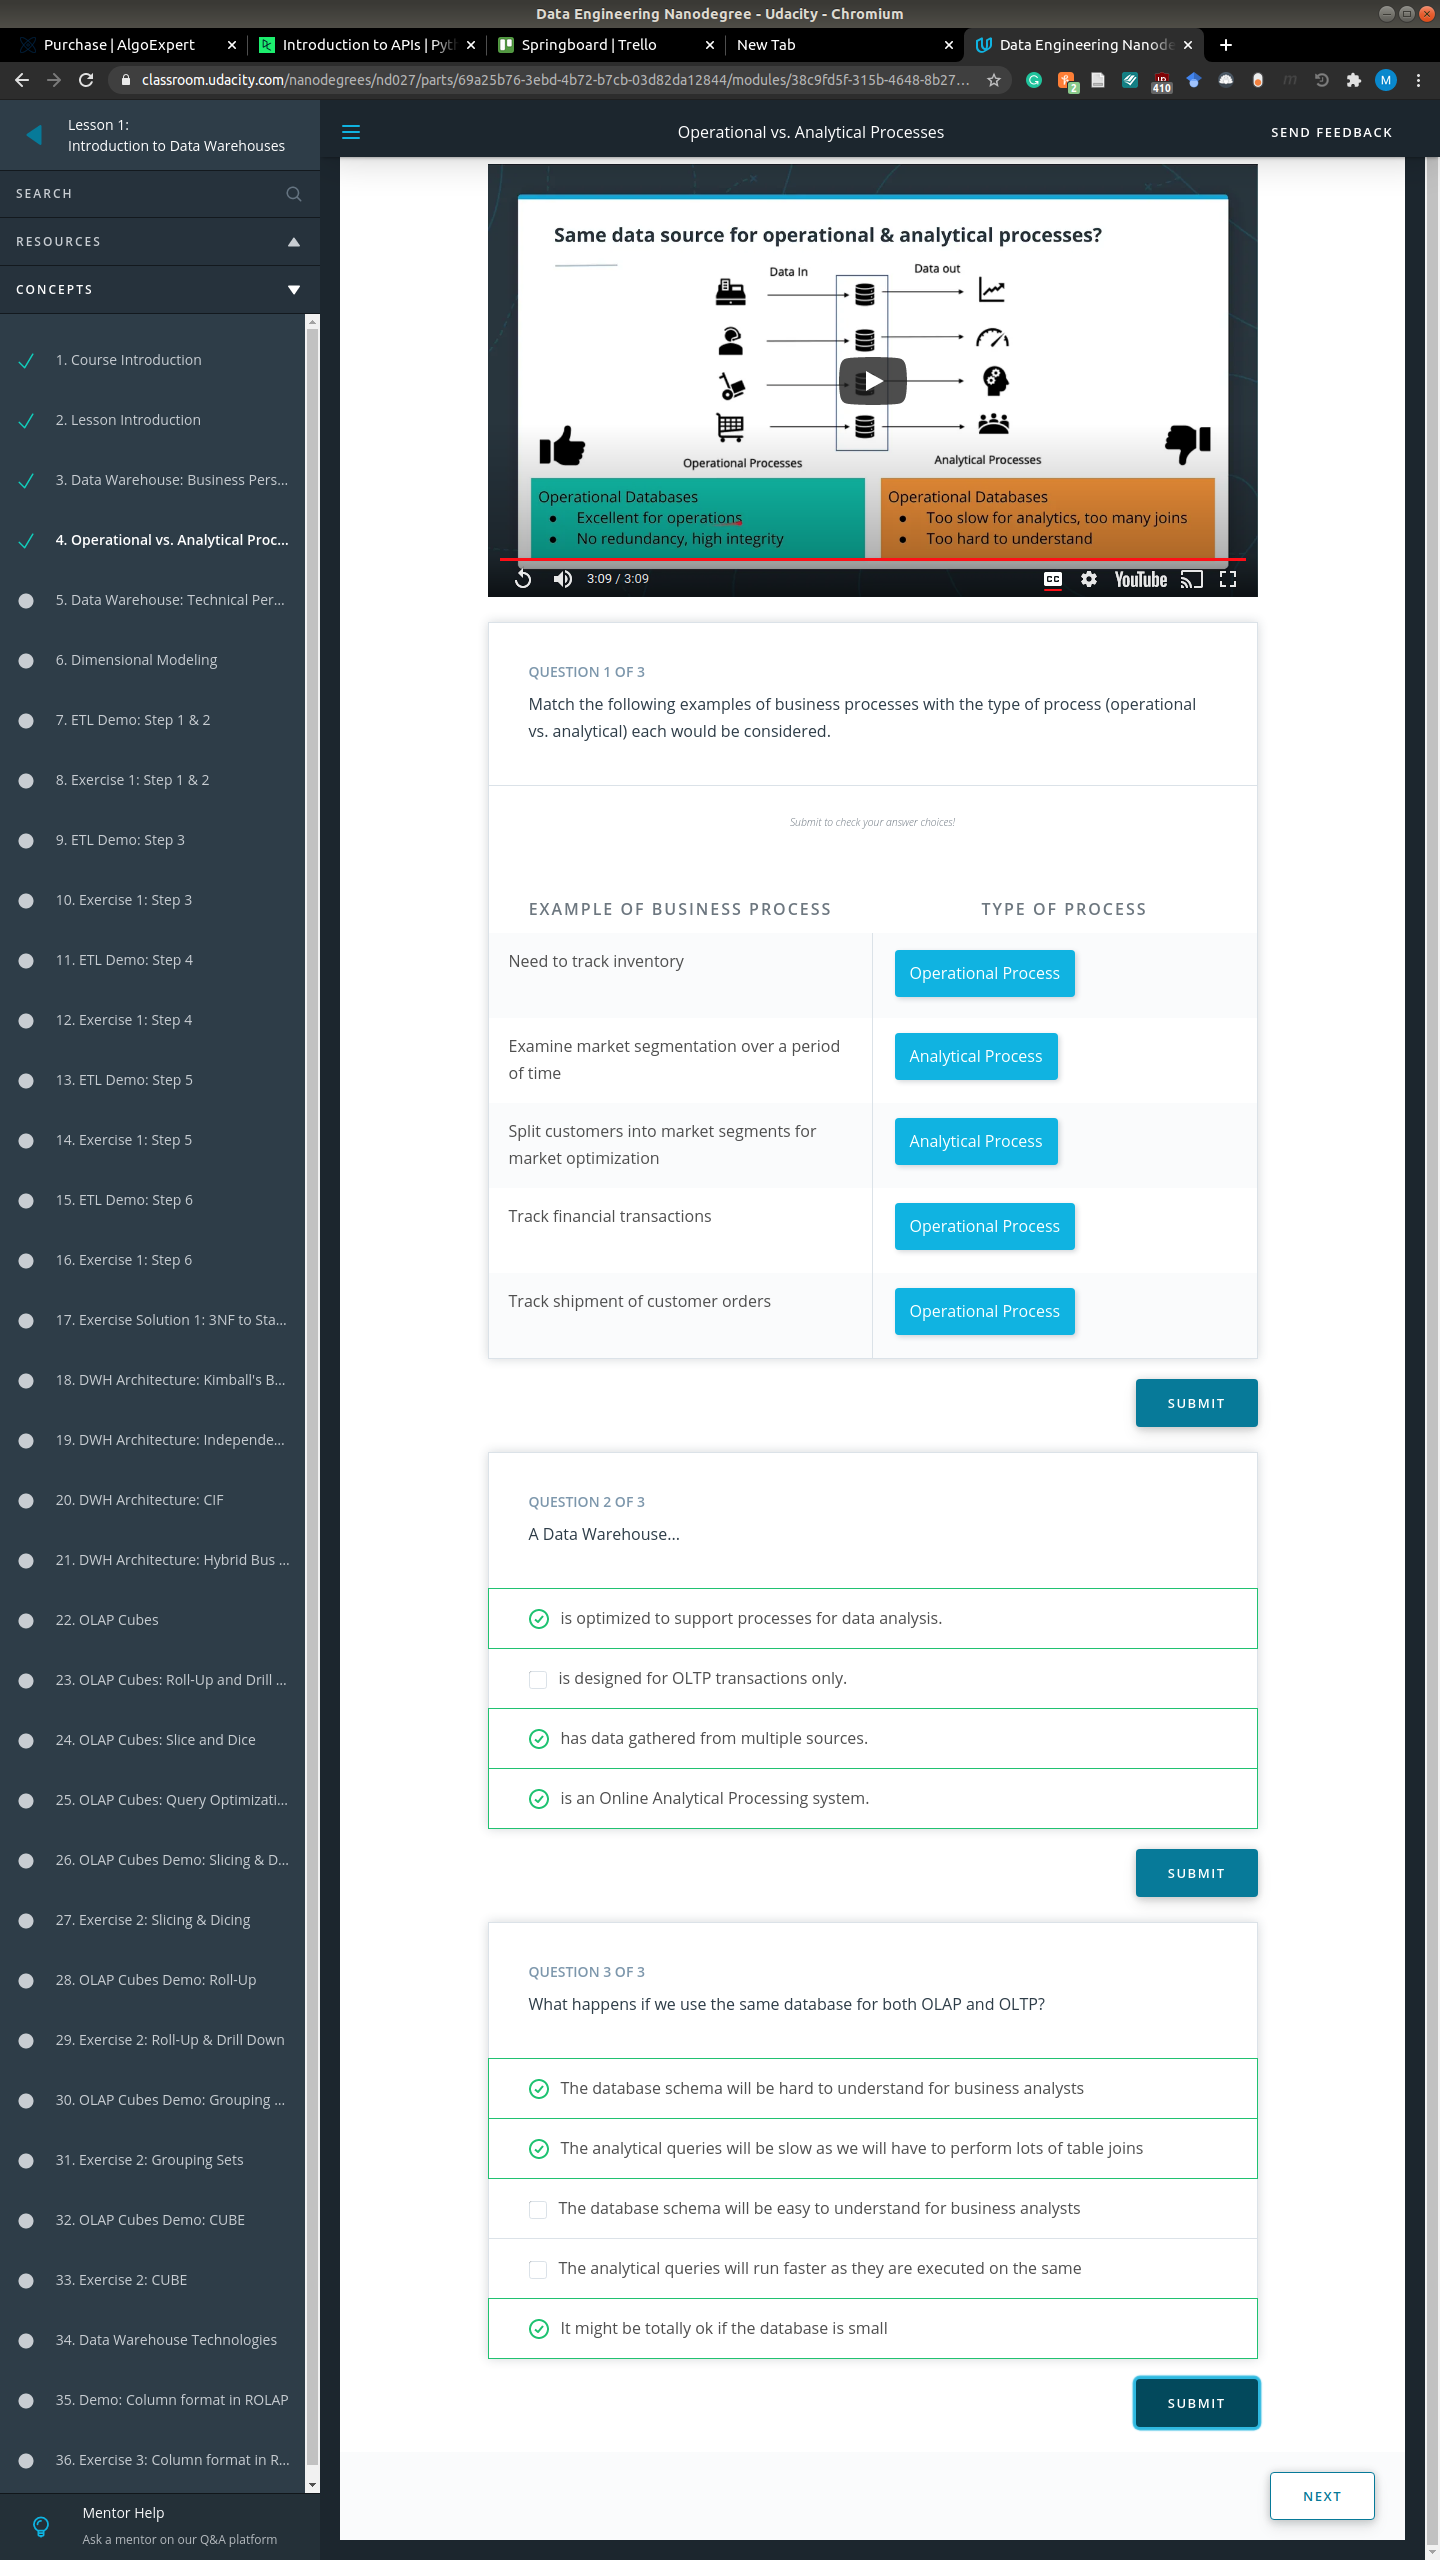 Data Engineering Nanodegree - Udacity - Chromium
Purchase | AlgoExpert
Introduction to APIs | Pyth
Springboard | Trello
New Tab
Data Engineering Nanode
classroom.udacity.com/nanodegrees/nd027/parts/69a25b76-3ebd-4b72-b7cb-03d82da12844/modules/38c9fd5f-315b-4648-8b27...
2
410
M
Lesson 1:
Introduction to Data Warehouses
Operational vs. Analytical Processes
SEND FEEDBACK
SEARCH
RESOURCES
CONCEPTS
1. Course Introduction
2. Lesson Introduction
3. Data Warehouse: Business Pers...
4. Operational vs. Analytical Proc...
5. Data Warehouse: Technical Per...
6. Dimensional Modeling
7. ETL Demo: Step 1 & 2
8. Exercise 1: Step 1 & 2
9. ETL Demo: Step 3
10. Exercise 1: Step 3
11. ETL Demo: Step 4
12. Exercise 1: Step 4
13. ETL Demo: Step 5
14. Exercise 1: Step 5
15. ETL Demo: Step 6
16. Exercise 1: Step 6
17. Exercise Solution 1: 3NF to Sta...
18. DWH Architecture: Kimball's B...
19. DWH Architecture: Independe...
20. DWH Architecture: CIF
21. DWH Architecture: Hybrid Bus ...
22. OLAP Cubes
23. OLAP Cubes: Roll-Up and Drill ...
24. OLAP Cubes: Slice and Dice
25. OLAP Cubes: Query Optimizati...
26. OLAP Cubes Demo: Slicing & D...
27. Exercise 2: Slicing & Dicing
28. OLAP Cubes Demo: Roll-Up
29. Exercise 2: Roll-Up & Drill Down
30. OLAP Cubes Demo: Grouping ...
31. Exercise 2: Grouping Sets
32. OLAP Cubes Demo: CUBE
33. Exercise 2: CUBE
34. Data Warehouse Technologies
35. Demo: Column format in ROLAP
36. Exercise 3: Column format in R...
Mentor Help
Ask a mentor on our Q&A platform
Same data source for operational & analytical processes?
Data In
Data out
Operational Processes
Analytical Processes
Operational Databases
● Excellent for operations
● No redundancy, high integrity
Operational Databases
● Too slow for analytics, too many joins
● Too hard to understand
3:09 / 3:09
CC
YouTube
QUESTION 1 OF 3
Match the following examples of business processes with the type of process (operational
vs. analytical) each would be considered.
Submit to check your answer choices!
EXAMPLE OF BUSINESS PROCESS
TYPE OF PROCESS
Need to track inventory
Operational Process
Examine market segmentation over a period
of time
Analytical Process
Split customers into market segments for
market optimization
Analytical Process
Track financial transactions
Operational Process
Track shipment of customer orders
Operational Process
SUBMIT
QUESTION 2 OF 3
A Data Warehouse...
is optimized to support processes for data analysis.
is designed for OLTP transactions only.
has data gathered from multiple sources.
is an Online Analytical Processing system.
SUBMIT
QUESTION 3 OF 3
What happens if we use the same database for both OLAP and OLTP?
The database schema will be hard to understand for business analysts
The analytical queries will be slow as we will have to perform lots of table joins
The database schema will be easy to understand for business analysts
The analytical queries will run faster as they are executed on the same
It might be totally ok if the database is small
SUBMIT
NEXT